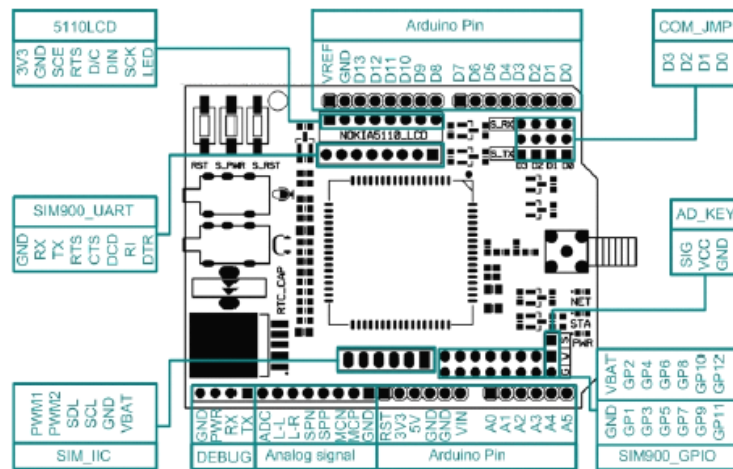 5110LCD
3V3
GND
SCE
RTS
D/C
DIN
SCK
LED
Arduino Pin
VREF
GND
D13
D12
D11
D10
D9
D8
D7
D6
D5
D4
D3
D2
D1
D0
COM_JMP
D3
D2
D1
D0
NOKIA5110_LCD
S_RX
S_TX
D3 D2 D1 D0
RST S_PWR S_RST
SIM900_UART
GND
RX
TX
RTS
CTS
DCD
RI
DTR
RTC_CAP
AD_KEY
SIG
VCC
GND
NET
STA
PWR
PWM1
PWM2
SDL
SCL
GND
VBAT
SIM_IIC
GND
PWR
RX
TX
DEBUG
ADC
L-L
L-R
SPN
SPP
MCN
MCP
GND
Analog signal
RST
3V3
5V
GND
GND
VIN
A0
A1
A2
A3
A4
A5
Arduino Pin
VBAT
GP2
GP4
GP6
GP8
GP10
GP12
GND
GP1
GP3
GP5
GP7
GP9
GP11
SIM900_GPIO